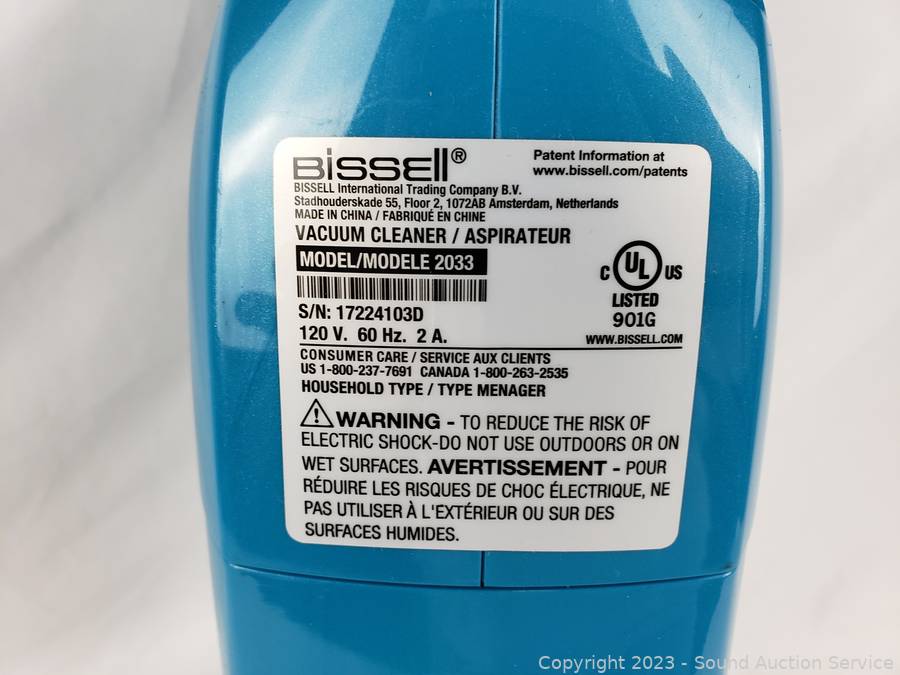 BISSELL®
Patent Information at
www.bissell.com/patents
BISSELL International Trading Company B.V.
Stadhouderskade 55, Floor 2, 1072AB Amsterdam, Netherlands
MADE IN CHINA / FABRIQUÉ EN CHINE
VACUUM CLEANER / ASPIRATEUR
MODEL/MODELE 2033
C UL US
LISTED
901G
S/N: 17224103D
120 V. 60 Hz. 2 A.
WWW.BISSELL.COM
CONSUMER CARE / SERVICE AUX CLIENTS
US 1-800-237-7691 CANADA 1-800-263-2535
HOUSEHOLD TYPE / TYPE MENAGER
WARNING - TO REDUCE THE RISK OF
ELECTRIC SHOCK-DO NOT USE OUTDOORS OR ON
WET SURFACES. AVERTISSEMENT - POUR
RÉDUIRE LES RISQUES DE CHOC ÉLECTRIQUE, NE
PAS UTILISER À L'EXTÉRIEUR OU SUR DES
SURFACES HUMIDES.
Copyright 2023 - Sound Auction Service